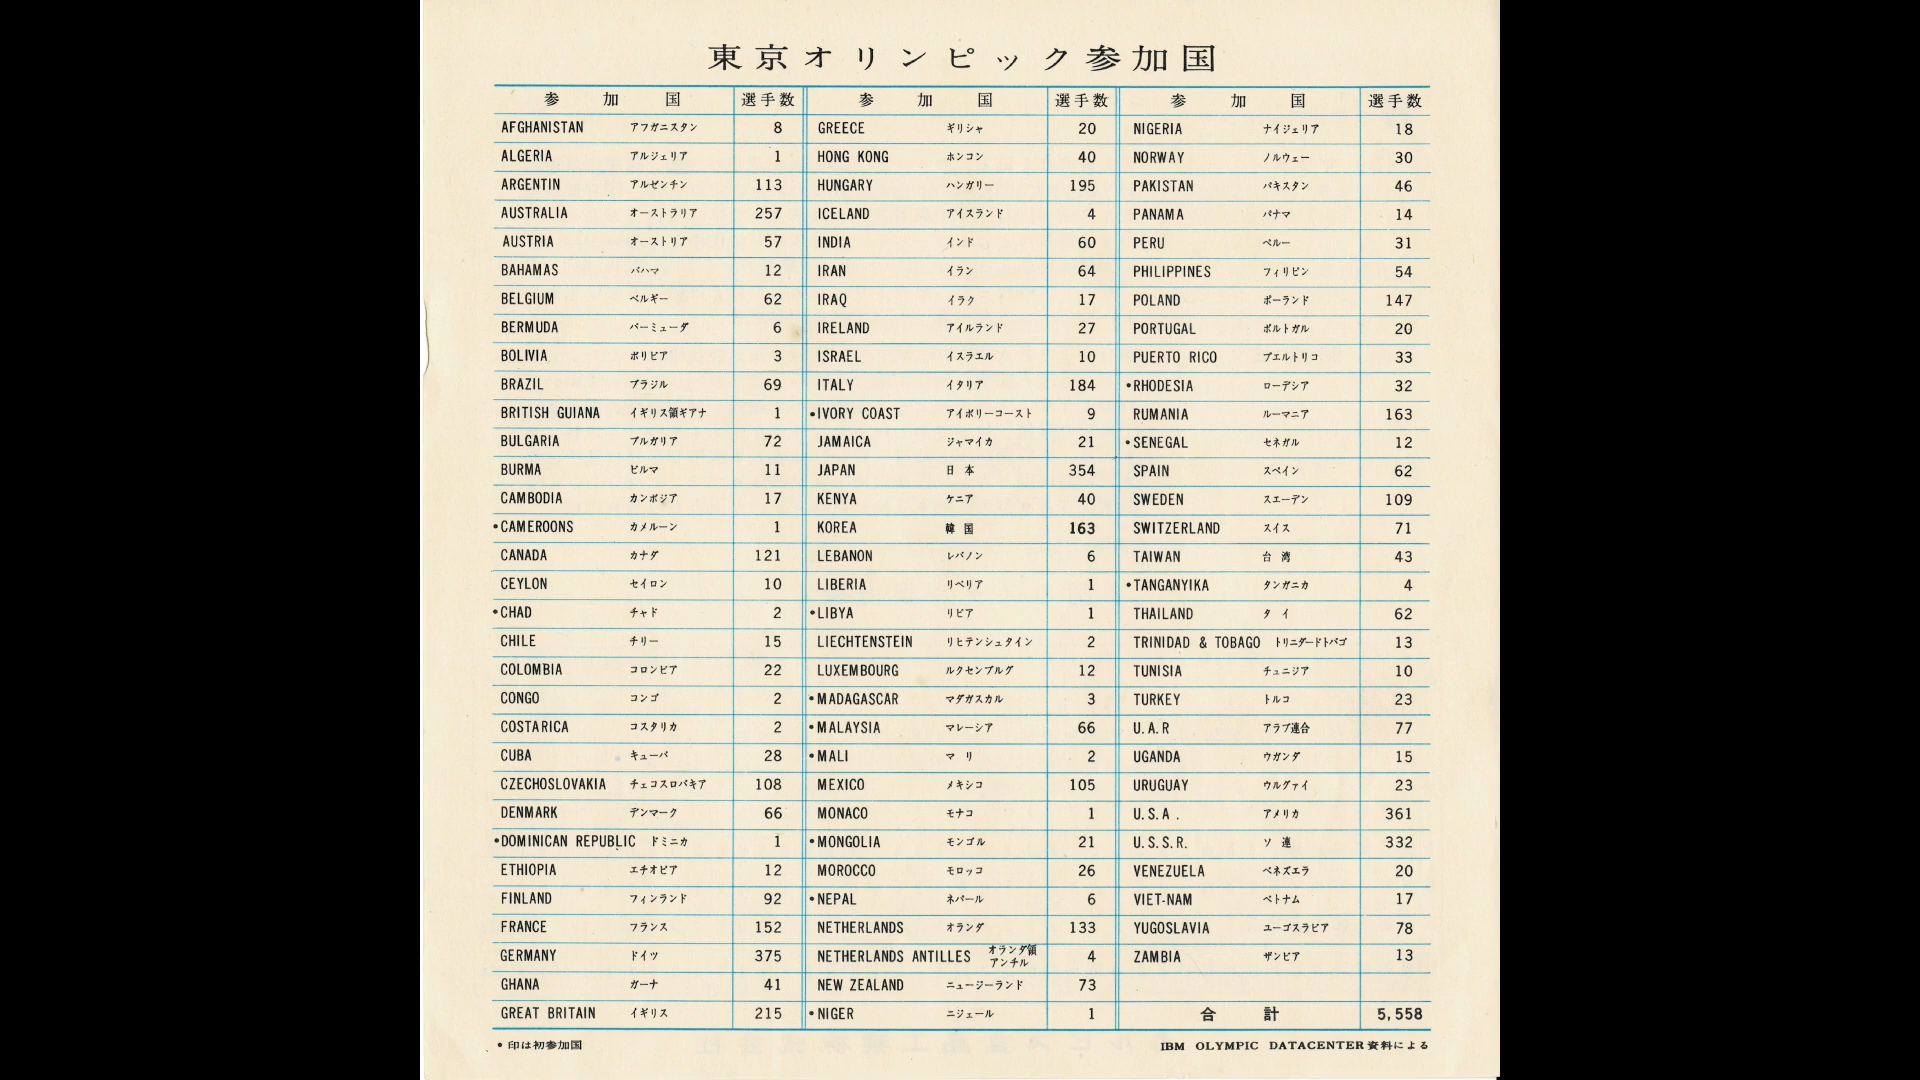 東京オリンピック参加国
参加国 選手数 参加国 選手数 参加国 選手数
AFGHANISTAN アフガニスタン 8 GREECE ギリシャ 20 NIGERIA ナイジェリア 18
ALGERIA アルジェリア 1 HONG KONG ホンコン 40 NORWAY ノルウェー 30
ARGENTIN アルゼンチン 113 HUNGARY ハンガリー 195 PAKISTAN パキスタン 46
AUSTRALIA オーストラリア 257 ICELAND アイスランド 4 PANAMA パナマ 14
AUSTRIA オーストリア 57 INDIA インド 60 PERU ペルー 31
BAHAMAS バハマ 12 IRAN イラン 64 PHILIPPINES フィリピン 54
BELGIUM ベルギー 62 IRAQ イラク 17 POLAND ポーランド 147
BERMUDA バーミューダ 6 IRELAND アイルランド 27 PORTUGAL ポルトガル 20
BOLIVIA ボリビア 3 ISRAEL イスラエル 10 PUERTO RICO プエルトリコ 33
BRAZIL ブラジル 69 ITALY イタリア 184 •RHODESIA ローデシア 32
BRITISH GUIANA イギリス領ギアナ 1 •IVORY COAST アイボリーコースト 9 RUMANIA ルーマニア 163
BULGARIA ブルガリア 72 JAMAICA ジャマイカ 21 •SENEGAL セネガル 12
BURMA ビルマ 11 JAPAN 日本 354 SPAIN スペイン 62
CAMBODIA カンボジア 17 KENYA ケニア 40 SWEDEN スエーデン 109
•CAMEROONS カメルーン 1 KOREA 韓国 163 SWITZERLAND スイス 71
CANADA カナダ 121 LEBANON レバノン 6 TAIWAN 台湾 43
CEYLON セイロン 10 LIBERIA リベリア 1 •TANGANYIKA タンガニカ 4
•CHAD チャド 2 •LIBYA リビア 1 THAILAND タイ 62
CHILE チリー 15 LIECHTENSTEIN リヒテンシュタイン 2 TRINIDAD & TOBAGO トリニダードトバゴ 13
COLOMBIA コロンビア 22 LUXEMBOURG ルクセンブルグ 12 TUNISIA チュニジア 10
CONGO コンゴ 2 •MADAGASCAR マダガスカル 3 TURKEY トルコ 23
COSTA RICA コスタリカ 2 •MALAYSIA マレーシア 66 U.A.R アラブ連合 77
CUBA キューバ 28 •MALI マリ 2 UGANDA ウガンダ 15
CZECHOSLOVAKIA チェコスロバキア 108 MEXICO メキシコ 105 URUGUAY ウルグァイ 23
DENMARK デンマーク 66 MONACO モナコ 1 U.S.A. アメリカ 361
•DOMINICAN REPUBLIC ドミニカ 1 •MONGOLIA モンゴル 21 U.S.S.R. ソ連 332
ETHIOPIA エチオピア 12 MOROCCO モロッコ 26 VENEZUELA ベネズエラ 20
FINLAND フィンランド 92 •NEPAL ネパール 6 VIET-NAM ベトナム 17
FRANCE フランス 152 NETHERLANDS オランダ 133 YUGOSLAVIA ユーゴスラビア 78
GERMANY ドイツ 375 NETHERLANDS ANTILLES オランダ領アンチル 4 ZAMBIA ザンビア 13
GHANA ガーナ 41 NEW ZEALAND ニュージーランド 73
GREAT BRITAIN イギリス 215 •NIGER ニジェール 1 合計 5,558
•印は初参加国 IBM OLYMPIC DATACENTER資料による